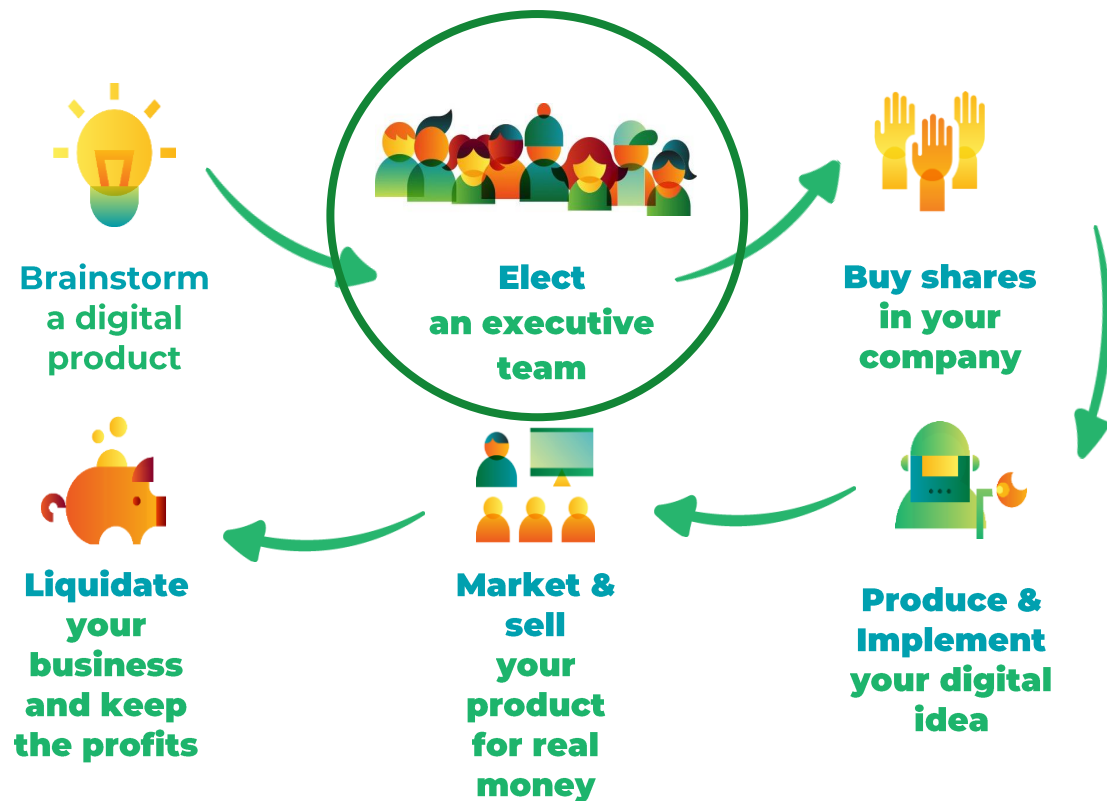 Brainstorm
a digital
product
Elect
an executive
team
Buy shares
in your
company
Produce &
Implement
your digital
idea
Market &
sell
your
product
for real
money
Liquidate
your
business
and keep
the profits